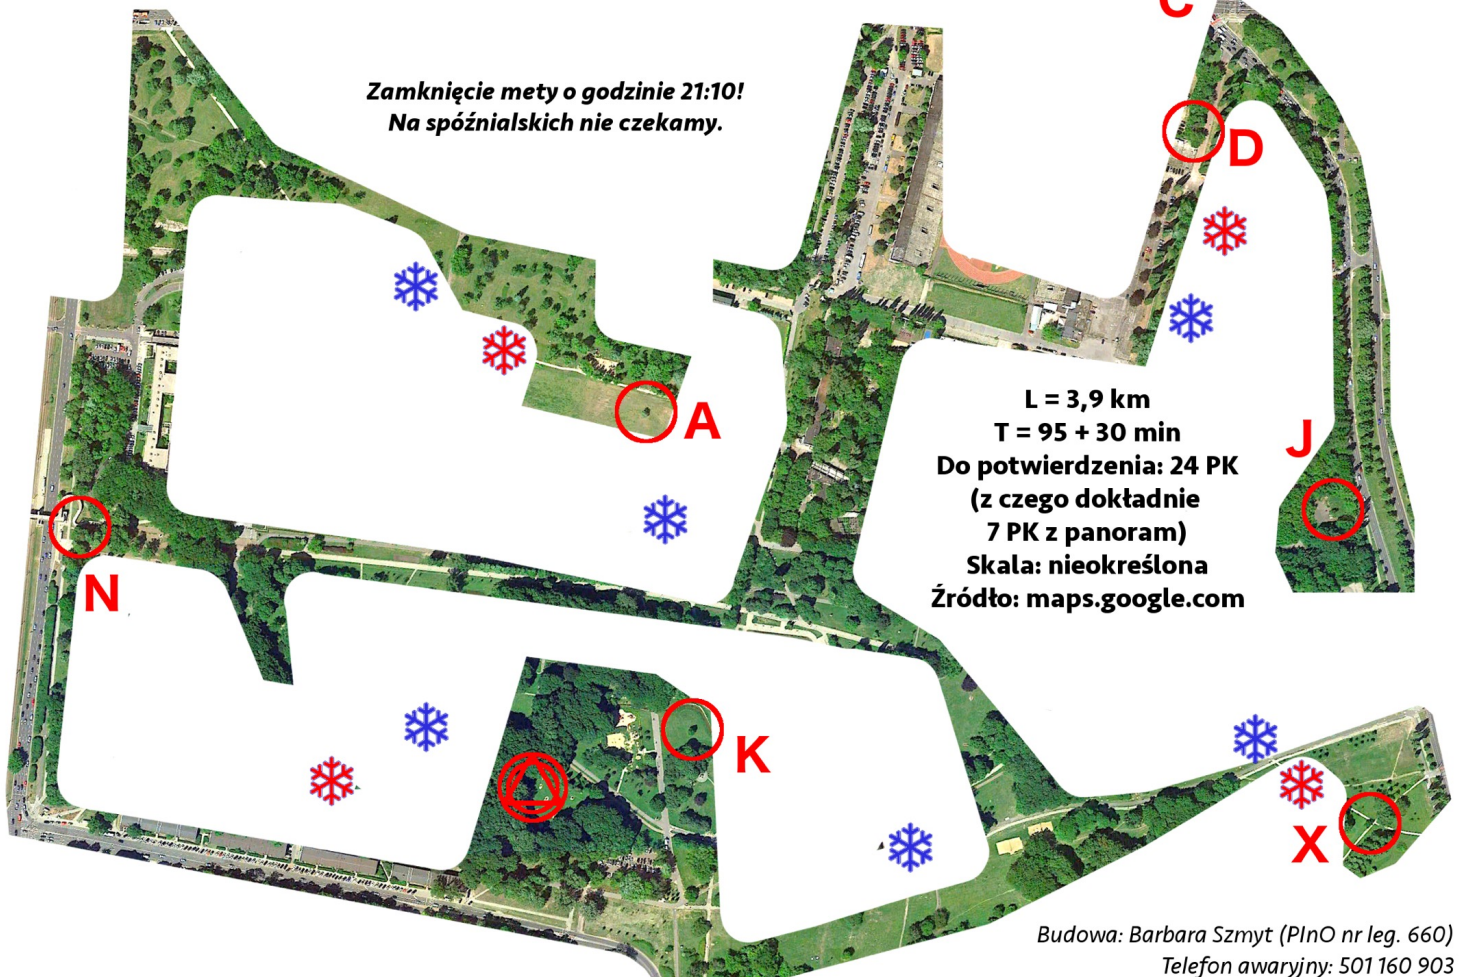 C
Zamknięcie mety o godzinie 21:10!
Na spóźnialskich nie czekamy.
D
A
L = 3,9 km
T = 95 + 30 min
Do potwierdzenia: 24 PK
(z czego dokładnie
7 PK z panoram)
Skala: nieokreślona
Źródło: maps.google.com
J
N
K
X
Budowa: Barbara Szmyt (PInO nr leg. 660)
Telefon awaryjny: 501 160 903